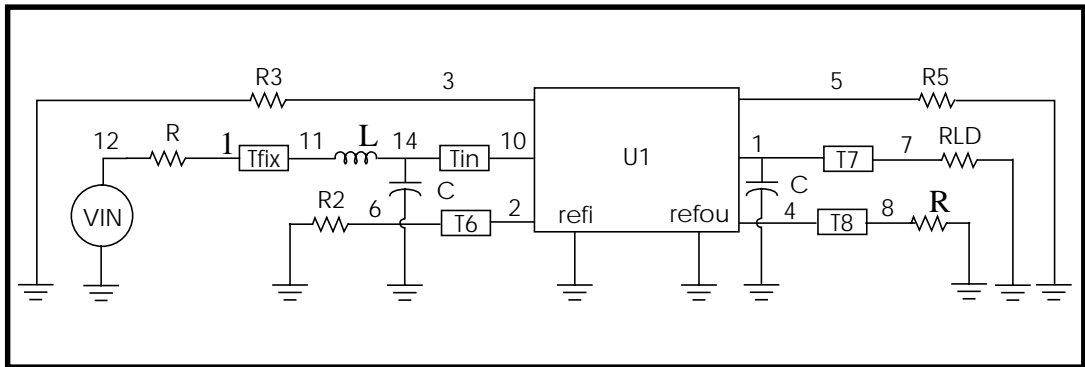 R3 3 5 R5
12 R 1 Tfix 11 L 14 Tin 10 U1 1 T7 7 RLD
C C
VIN R2 6 T6 2 refi refou 4 T8 8 R